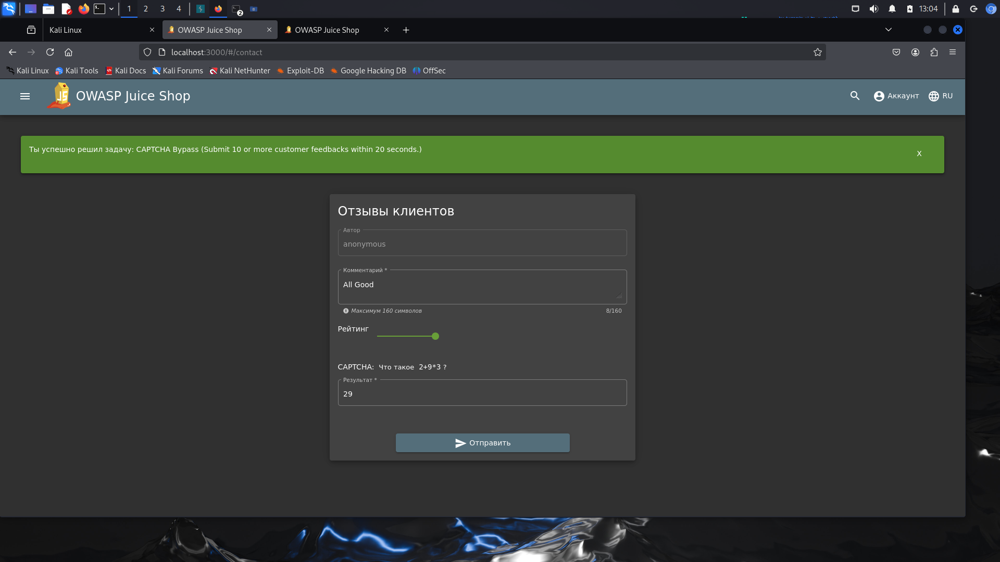 1 2 3 4
2
13:04
Kali Linux
OWASP Juice Shop
OWASP Juice Shop
localhost:3000/#/contact
Kali Linux
Kali Tools
Kali Docs
Kali Forums
Kali NetHunter
Exploit-DB
Google Hacking DB
OffSec
JS
OWASP Juice Shop
Аккаунт
RU
Ты успешно решил задачу: CAPTCHA Bypass (Submit 10 or more customer feedbacks within 20 seconds.)
X
Отзывы клиентов
Автор
anonymous
Комментарий *
All Good
Максимум 160 символов
8/160
Рейтинг
CAPTCHA: Что такое 2+9*3 ?
Результат *
29
Отправить